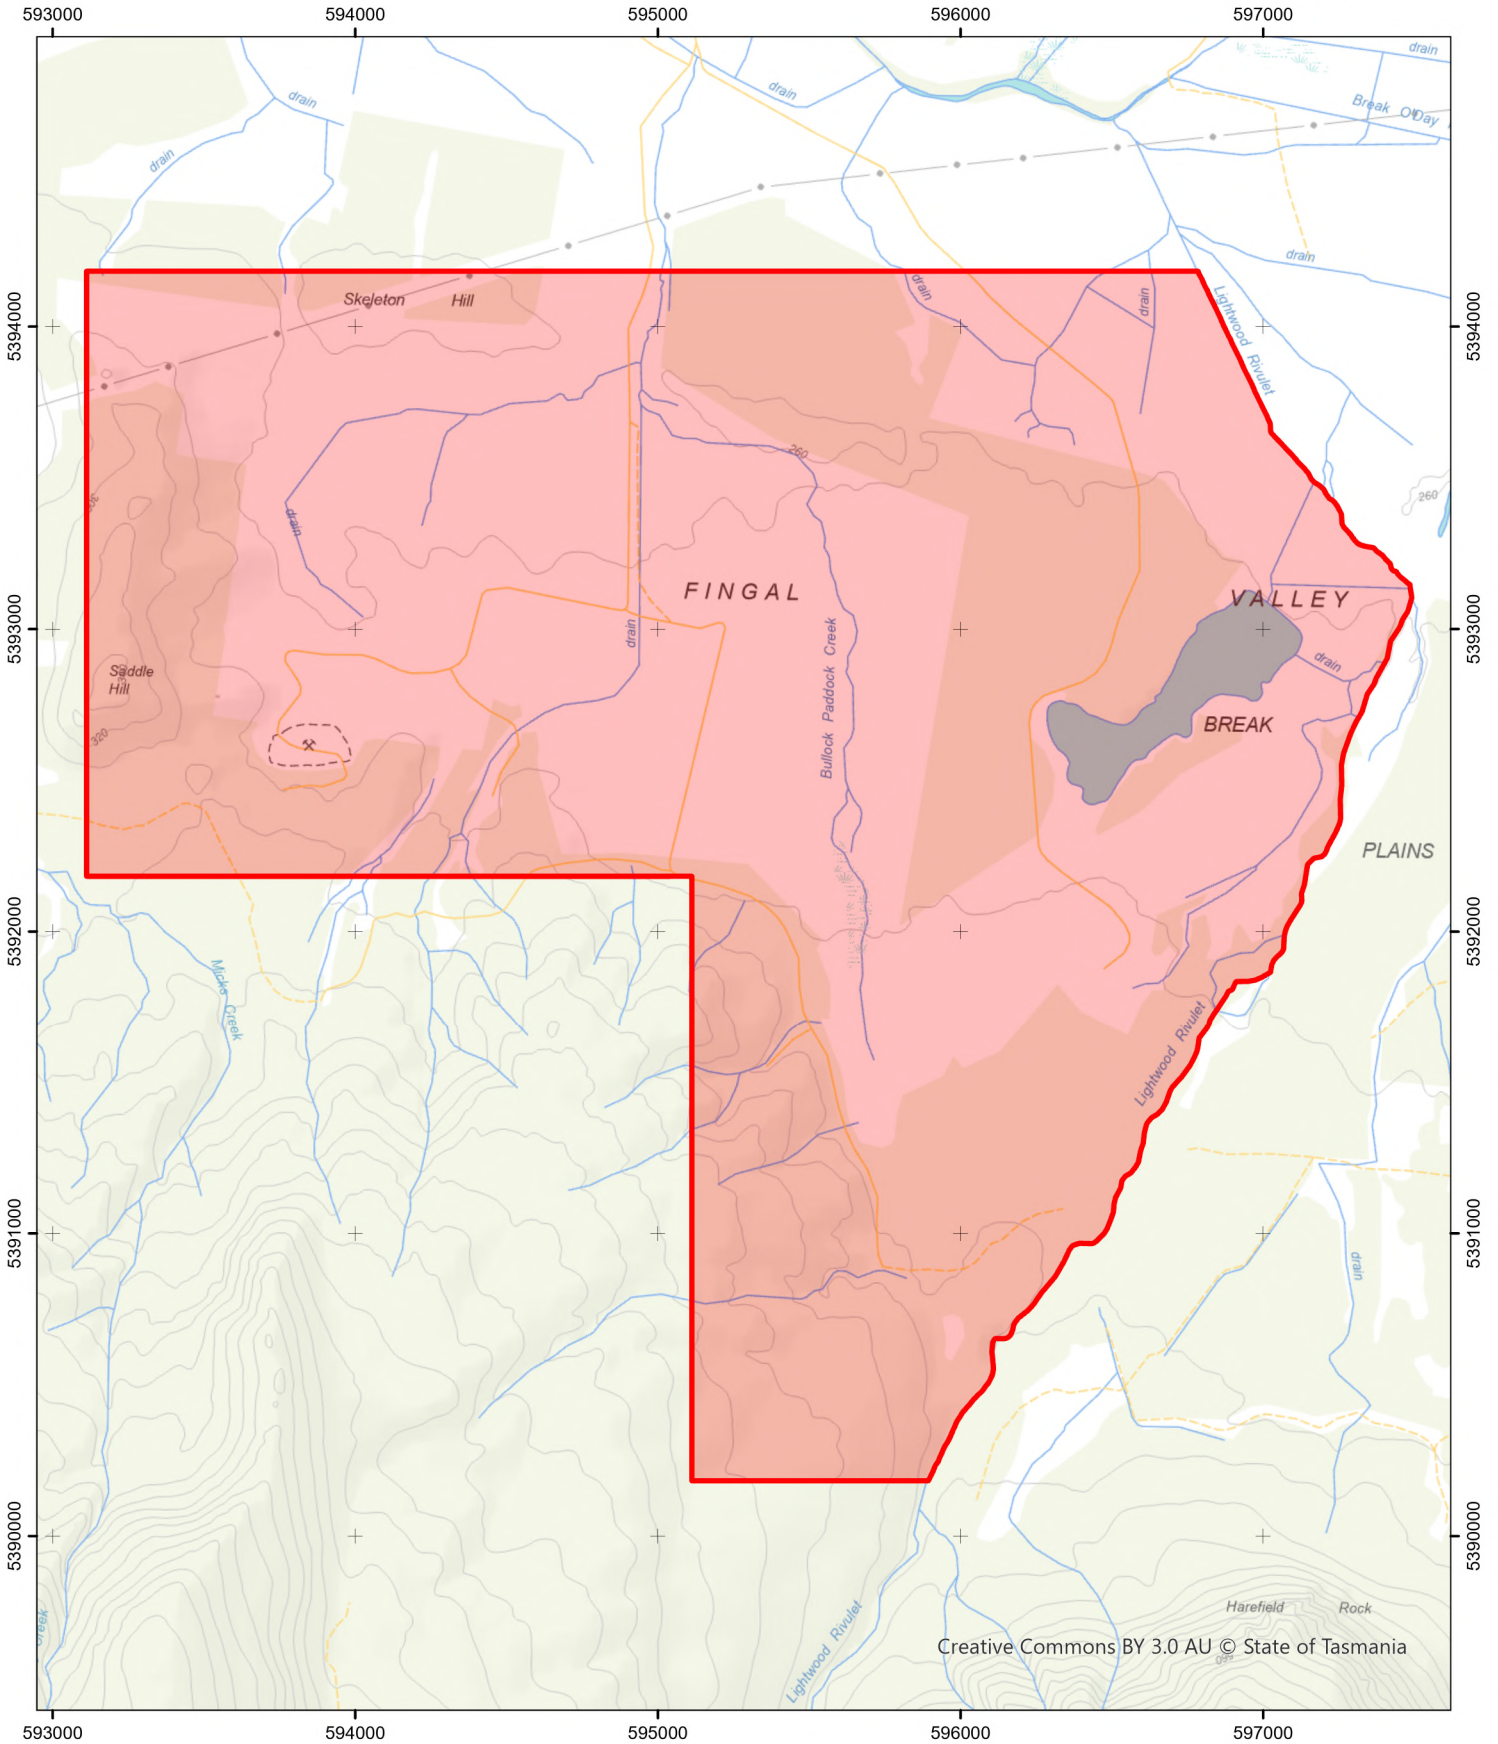 593000 594000 595000 596000 597000
drain
drain
drain
Break O'Day
drain
drain
drain
drain
Lightwood Rivulet
Skeleton Hill
5394000
5394000
260
260
drain
FINGAL
VALLEY
5393000
5393000
drain
Bullock Paddock Creek
drain
Saddle
Hill
320
BREAK
PLAINS
5392000
5392000
Micks Creek
Lightwood Rivulet
5391000
5391000
drain
5390000
5390000
Creek
Lightwood Rivulet
Harefield Rock
Creative Commons BY 3.0 AU © State of Tasmania
593000 594000 595000 596000 597000